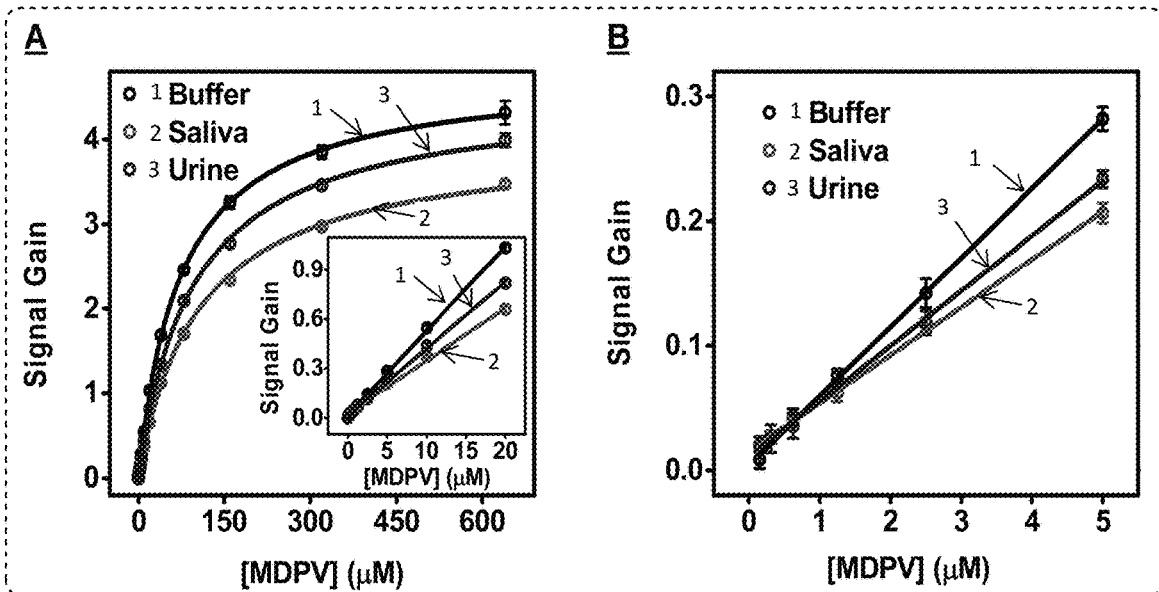 A
1 Buffer
2 Saliva
3 Urine
1
3
2
Signal Gain
4
3
2
1
0
0 150 300 450 600
[MDPV] (μM)
1
3
2
Signal Gain
0.9
0.6
0.3
0.0
0 5 10 15 20
[MDPV] (μM)
B
1 Buffer
2 Saliva
3 Urine
1
3
2
Signal Gain
0.3
0.2
0.1
0.0
0 1 2 3 4 5
[MDPV] (μM)